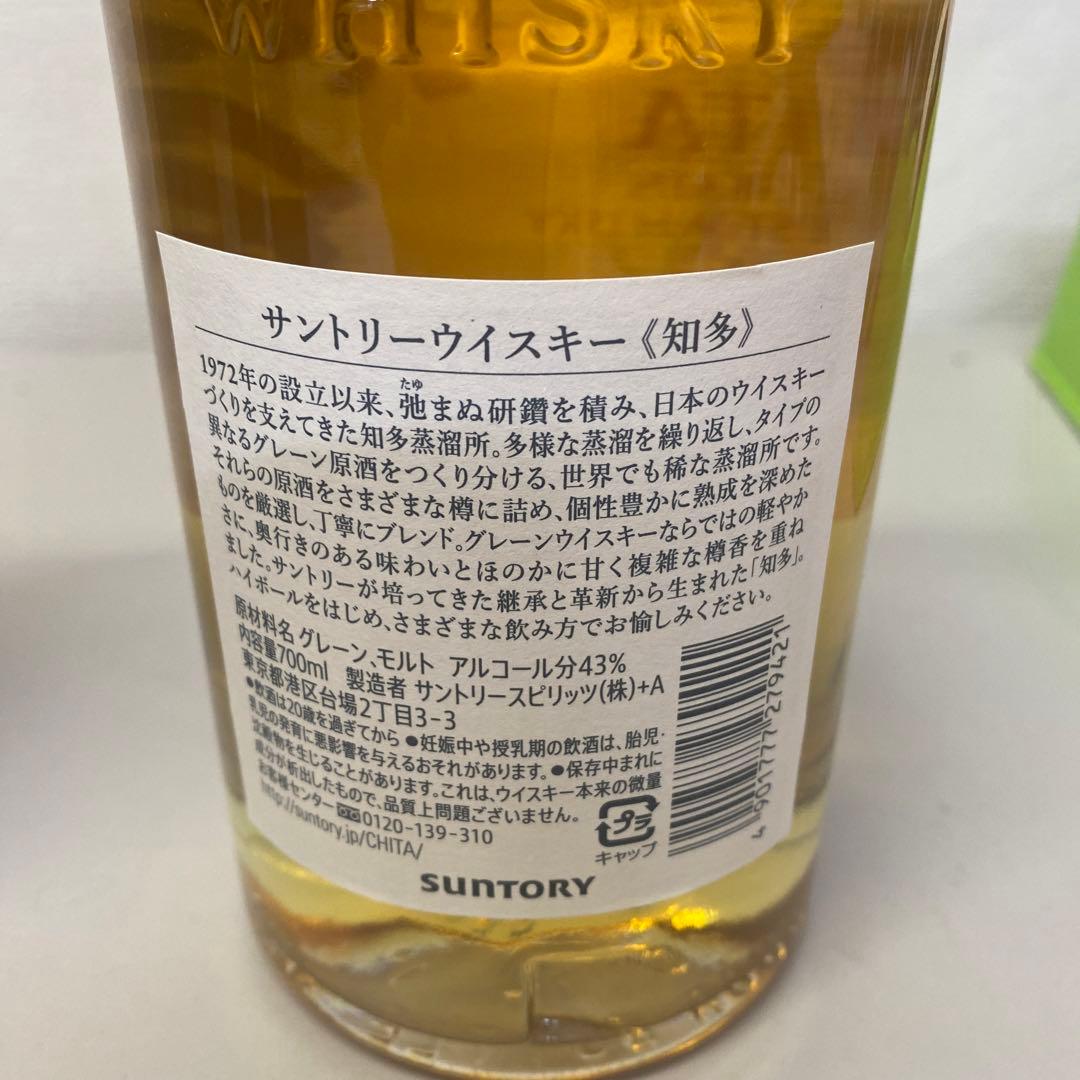 WHISKY
サントリーウイスキー《知多》
1972年の設立以来、弛まぬ研鑽を積み、日本のウイスキー
たゆ
づくりを支えてきた知多蒸溜所。多様な蒸溜を繰り返し、タイプの
異なるグレーン原酒をつくり分ける、世界でも稀な蒸溜所です。
それらの原酒をさまざまな樽に詰め、個性豊かに熟成を深めた
ものを厳選し、丁寧にブレンド。グレーンウイスキーならではの軽やか
さに、奥行きのある味わいとほのかに甘く複雑な樽香を重ね
ました。サントリーが培ってきた継承と革新から生まれた「知多」。
ハイボールをはじめ、さまざまな飲み方でお愉しみください。
原材料名 グレーン、モルト アルコール分43%
内容量700ml 製造者 サントリースピリッツ(株)+A
東京都港区台場2丁目3-3
●飲酒は20歳を過ぎてから ●妊娠中や授乳期の飲酒は、胎児・
乳児の発育に悪影響を与えるおそれがあります。●保存中まれに
沈殿物を生じることがあります。これは、ウイスキー本来の微量
成分が析出したもので、品質上問題ございません。
お客様センター 0120-139-310
http://suntory.jp/CHITA/
プラ
キャップ
4 901777 279421
SUNTORY